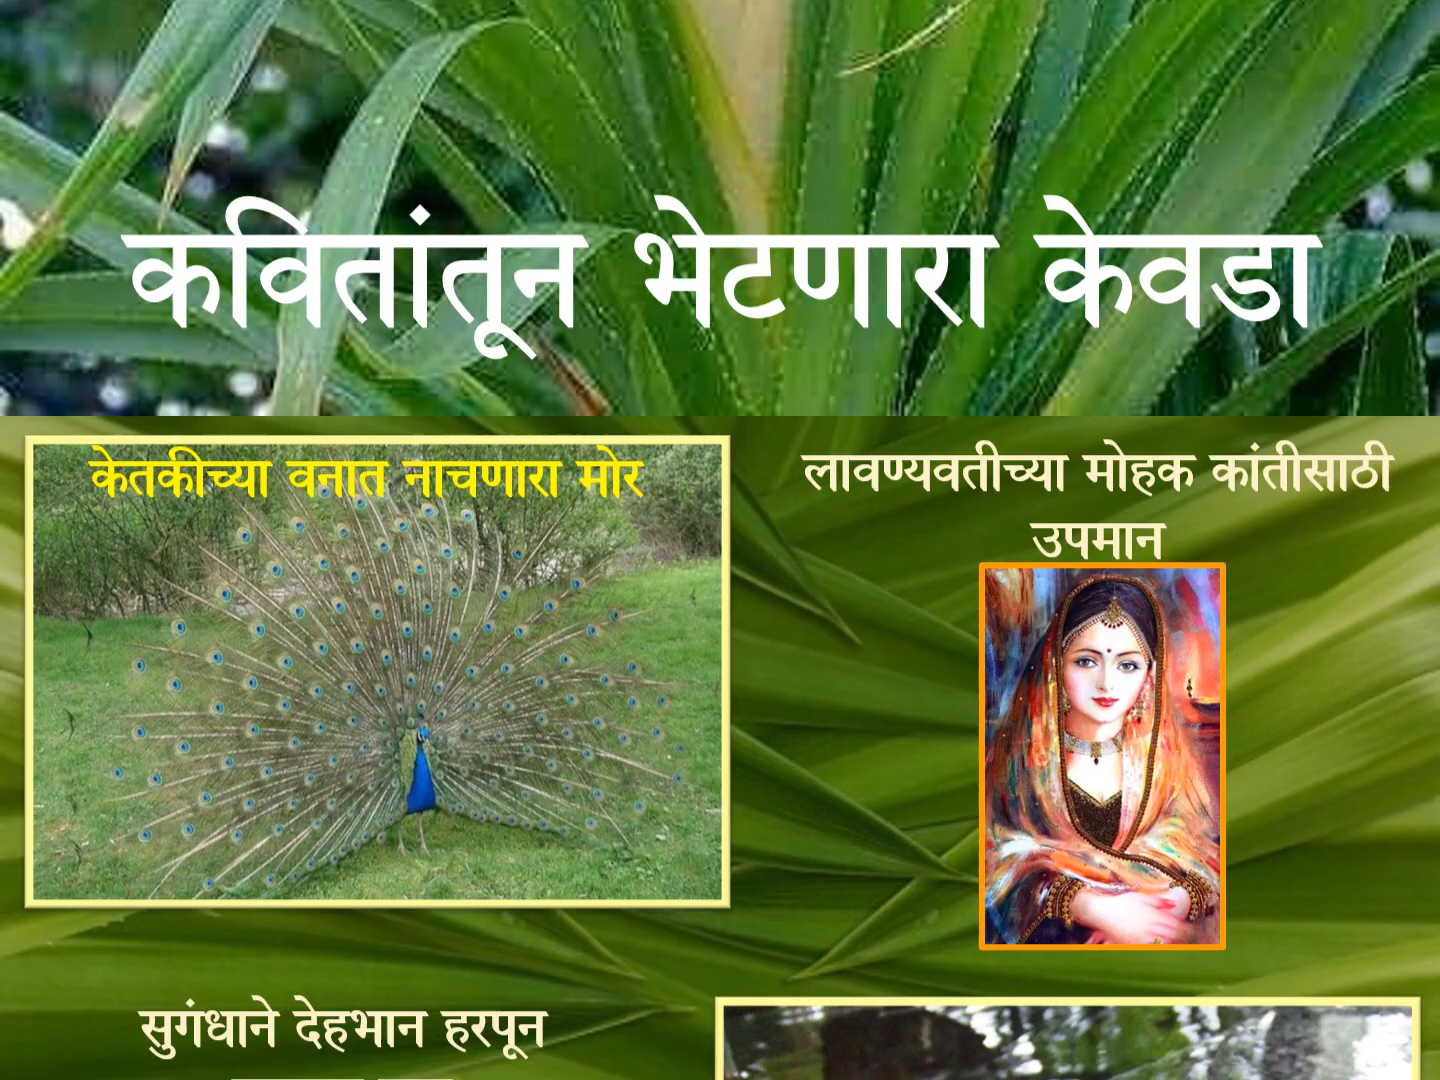 कवितांतून भेटणारा केवडा
केतकीच्या वनात नाचणारा मोर
लावण्यवतीच्या मोहक कांतीसाठी
उपमान
सुगंधाने देहभान हरपून